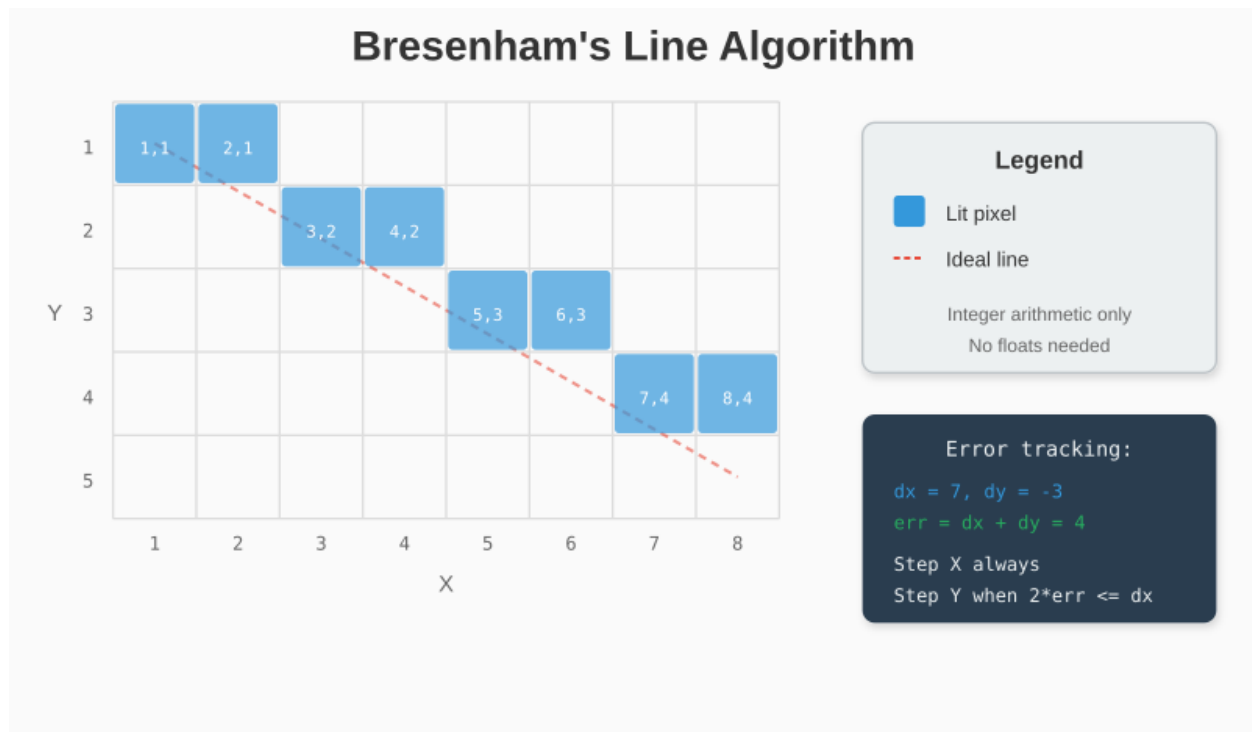 Bresenham's Line Algorithm
1
1,1
2,1
2
3,2
4,2
Y
3
5,3
6,3
4
7,4
8,4
5
1
2
3
4
5
6
7
8
X
Legend
Lit pixel
Ideal line
Integer arithmetic only
No floats needed
Error tracking:
dx = 7, dy = -3
err = dx + dy = 4
Step X always
Step Y when 2*err <= dx